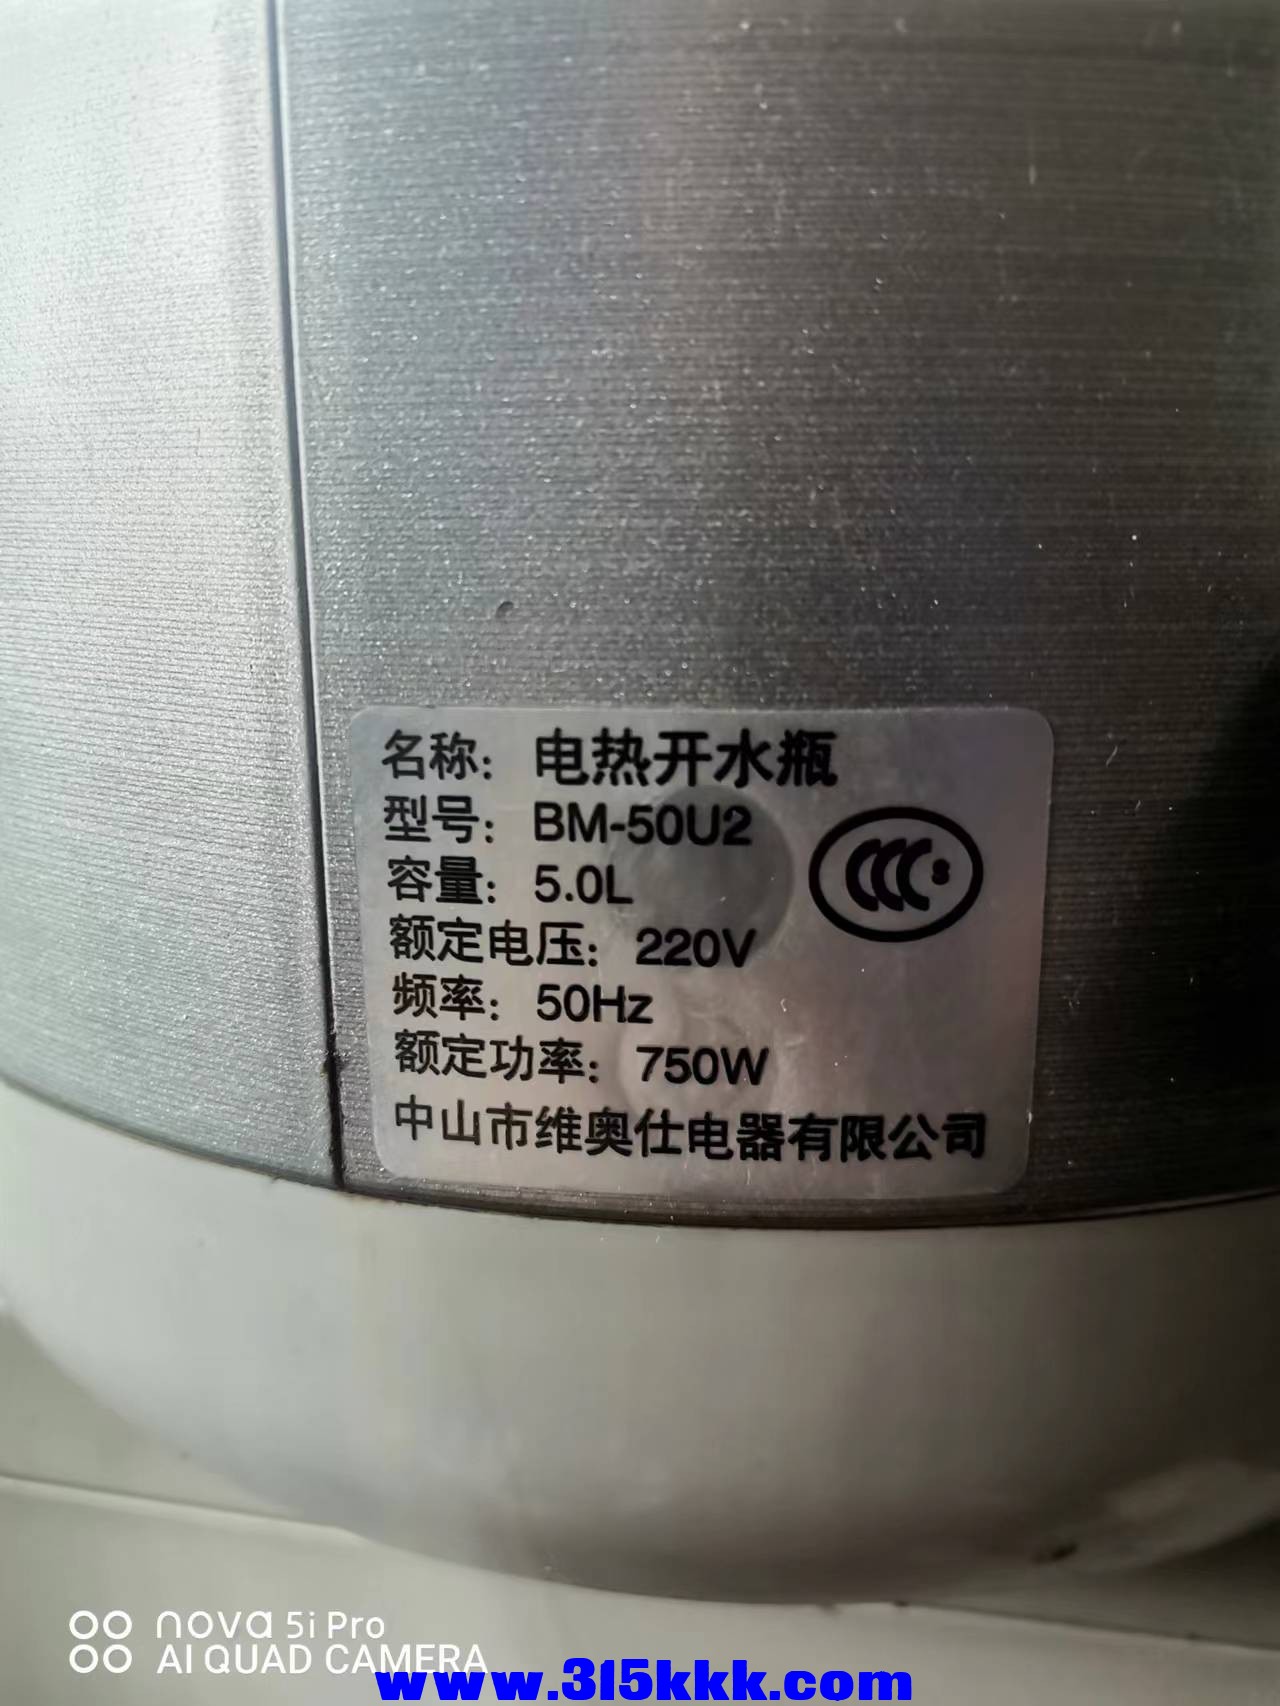 名称：电热开水瓶
型号：BM-50U2
容量：5.0L
CCC S
额定电压：220V
频率：50Hz
额定功率：750W
中山市维奥仕电器有限公司
nova 5i Pro
AI QUAD CAMERA
www.315kkk.com